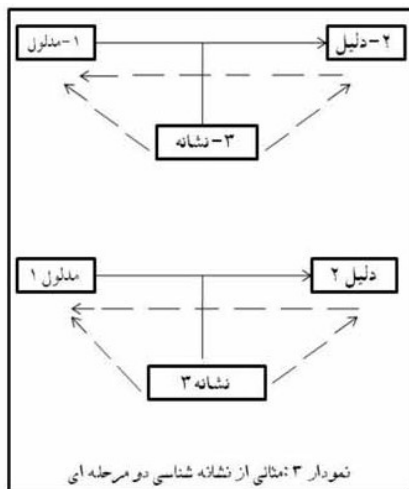 ۲-دلیل
۱-مدلول
۳-نشانه
دلیل ۲
مدلول ۱
نشانه ۳
نمودار ۳ :مثالی از نشانه شناسی دو مرحله ای